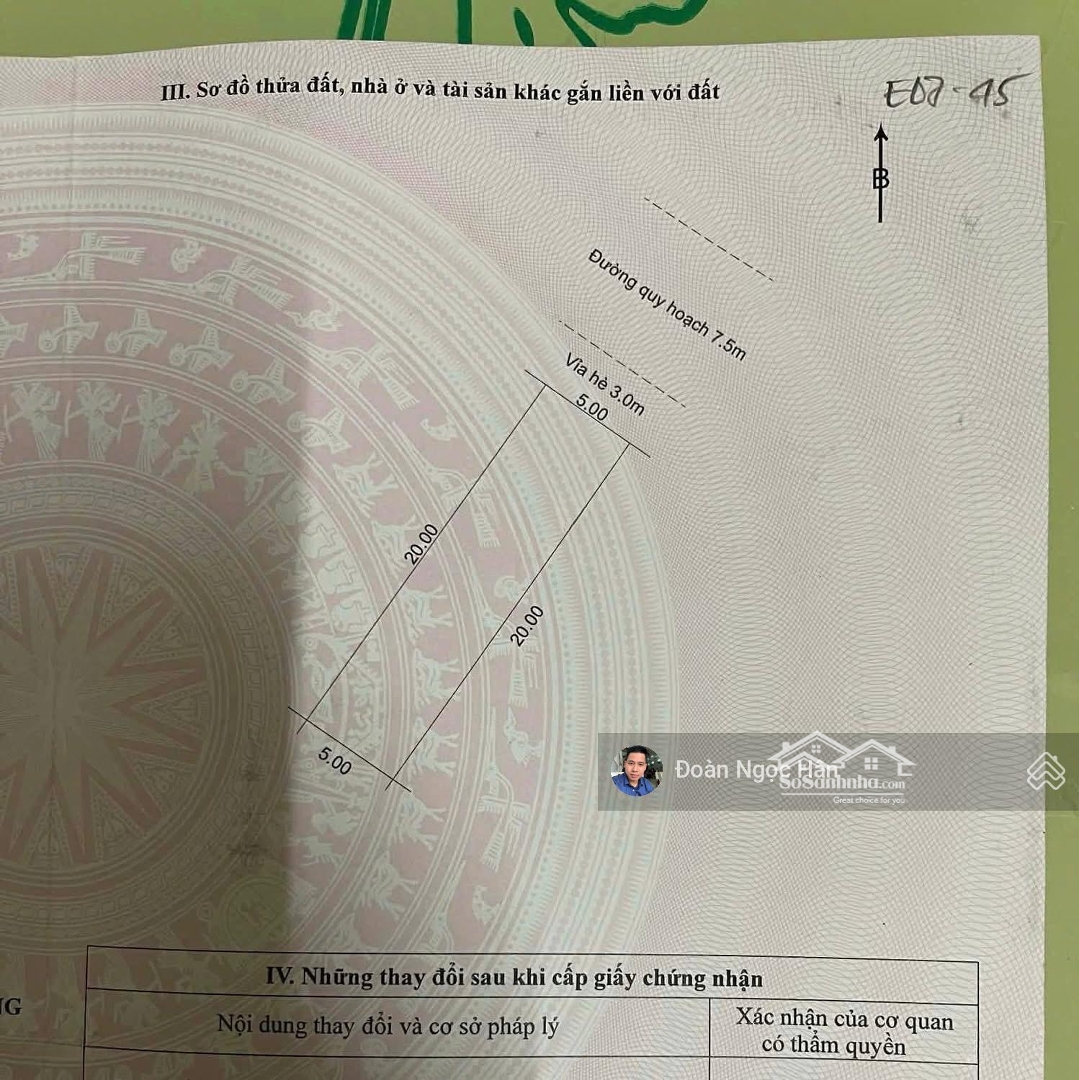 III. Sơ đồ thửa đất, nhà ở và tài sản khác gắn liền với đất
B
Đường quy hoạch 7.5m
Vỉa hè 3.0m
5.00
20.00
20.00
5.00
Đoàn Ngọc Hân
SoSanhnha.com
Great choice for you
IV. Những thay đổi sau khi cấp giấy chứng nhận
NG
Nội dung thay đổi và cơ sở pháp lý
Xác nhận của cơ quan
có thẩm quyền